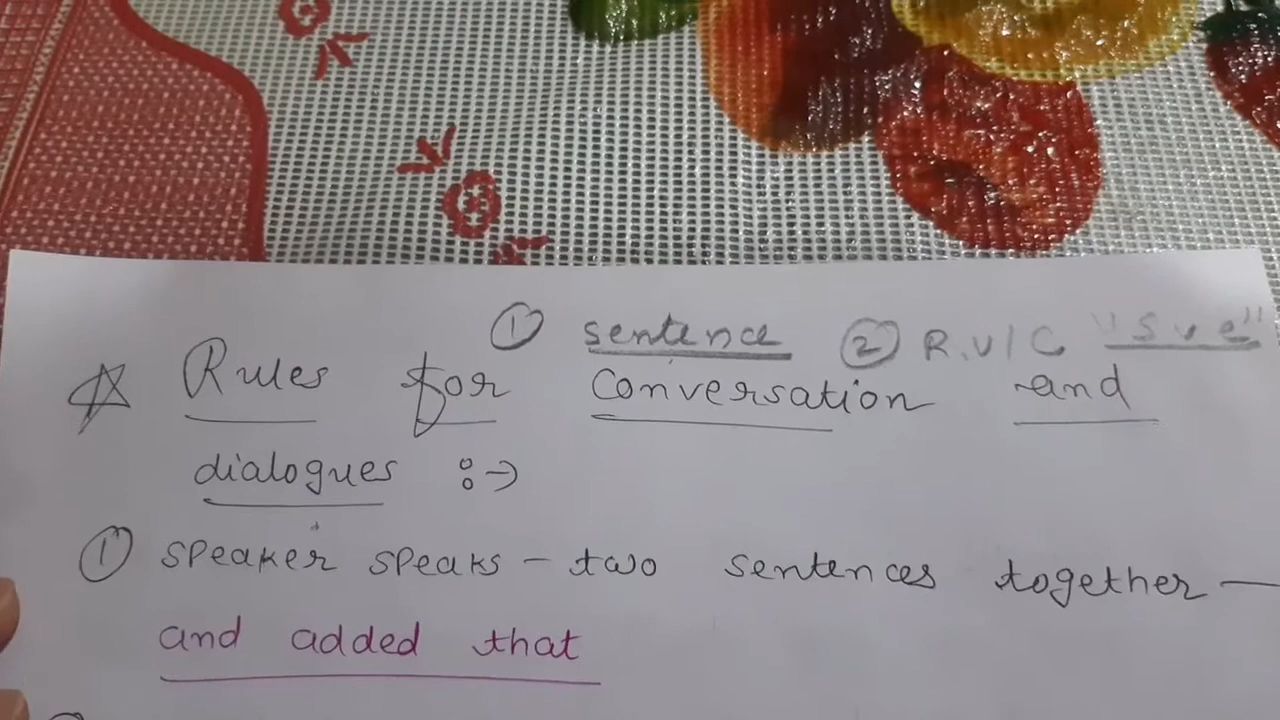 ① sentence ② R.V/C "S v e"
☆ Rules for Conversation and
dialogues :→
① speaker speaks - two sentences together —
and added that